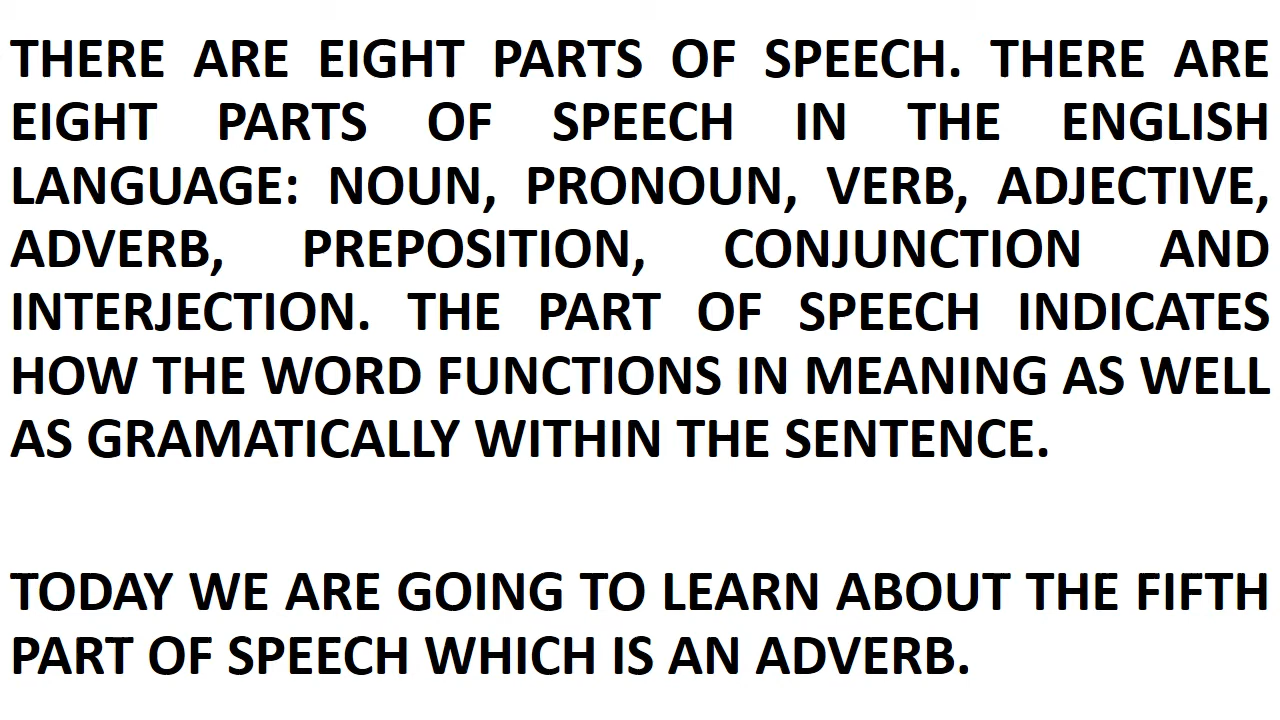 THERE ARE EIGHT PARTS OF SPEECH. THERE ARE
EIGHT PARTS OF SPEECH IN THE ENGLISH
LANGUAGE: NOUN, PRONOUN, VERB, ADJECTIVE,
ADVERB, PREPOSITION, CONJUNCTION AND
INTERJECTION. THE PART OF SPEECH INDICATES
HOW THE WORD FUNCTIONS IN MEANING AS WELL
AS GRAMATICALLY WITHIN THE SENTENCE.
TODAY WE ARE GOING TO LEARN ABOUT THE FIFTH
PART OF SPEECH WHICH IS AN ADVERB.